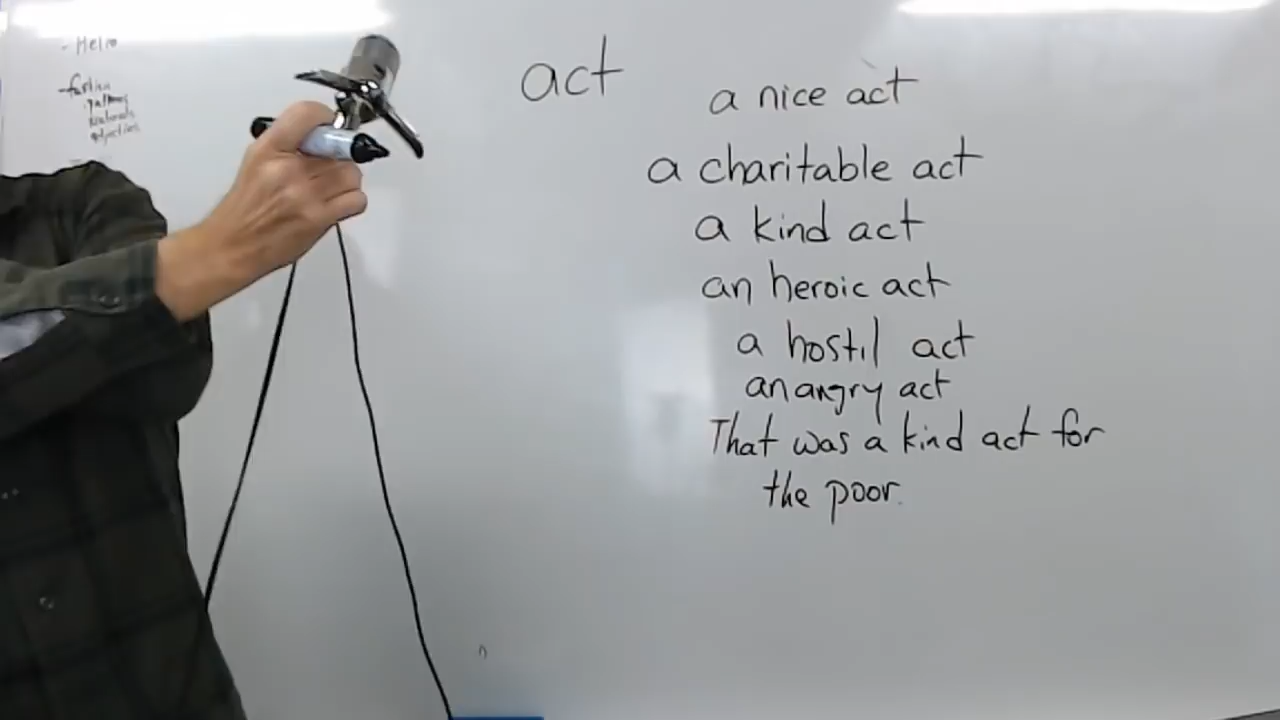 - Hello
act
a nice act
a charitable act
a kind act
an heroic act
a hostil act
an angry act
That was a kind act for
the poor.